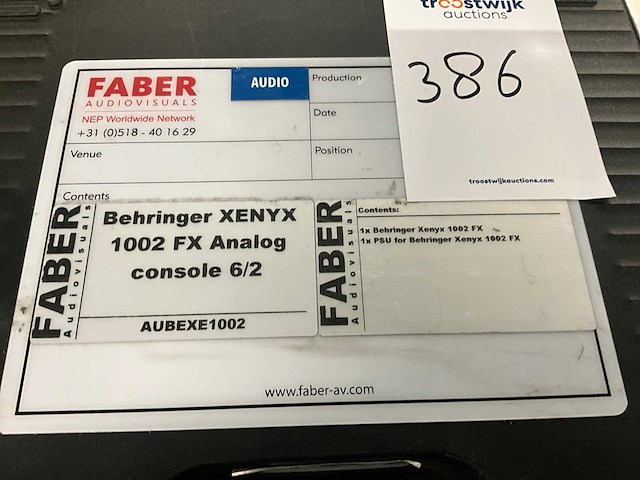 troostwijk
auctions
386
troostwijkauctions.com
FABER
AUDIOVISUALS
NEP Worldwide Network
+31 (0)518 - 40 16 29
AUDIO
Production
Date
Venue
Position
Contents
FABER
Audiovisuals
Behringer XENYX
1002 FX Analog
console 6/2
AUBEXE1002
FABER
Audiovisuals
Contents:
1x Behringer Xenyx 1002 FX
1x PSU for Behringer Xenyx 1002 FX
www.faber-av.com